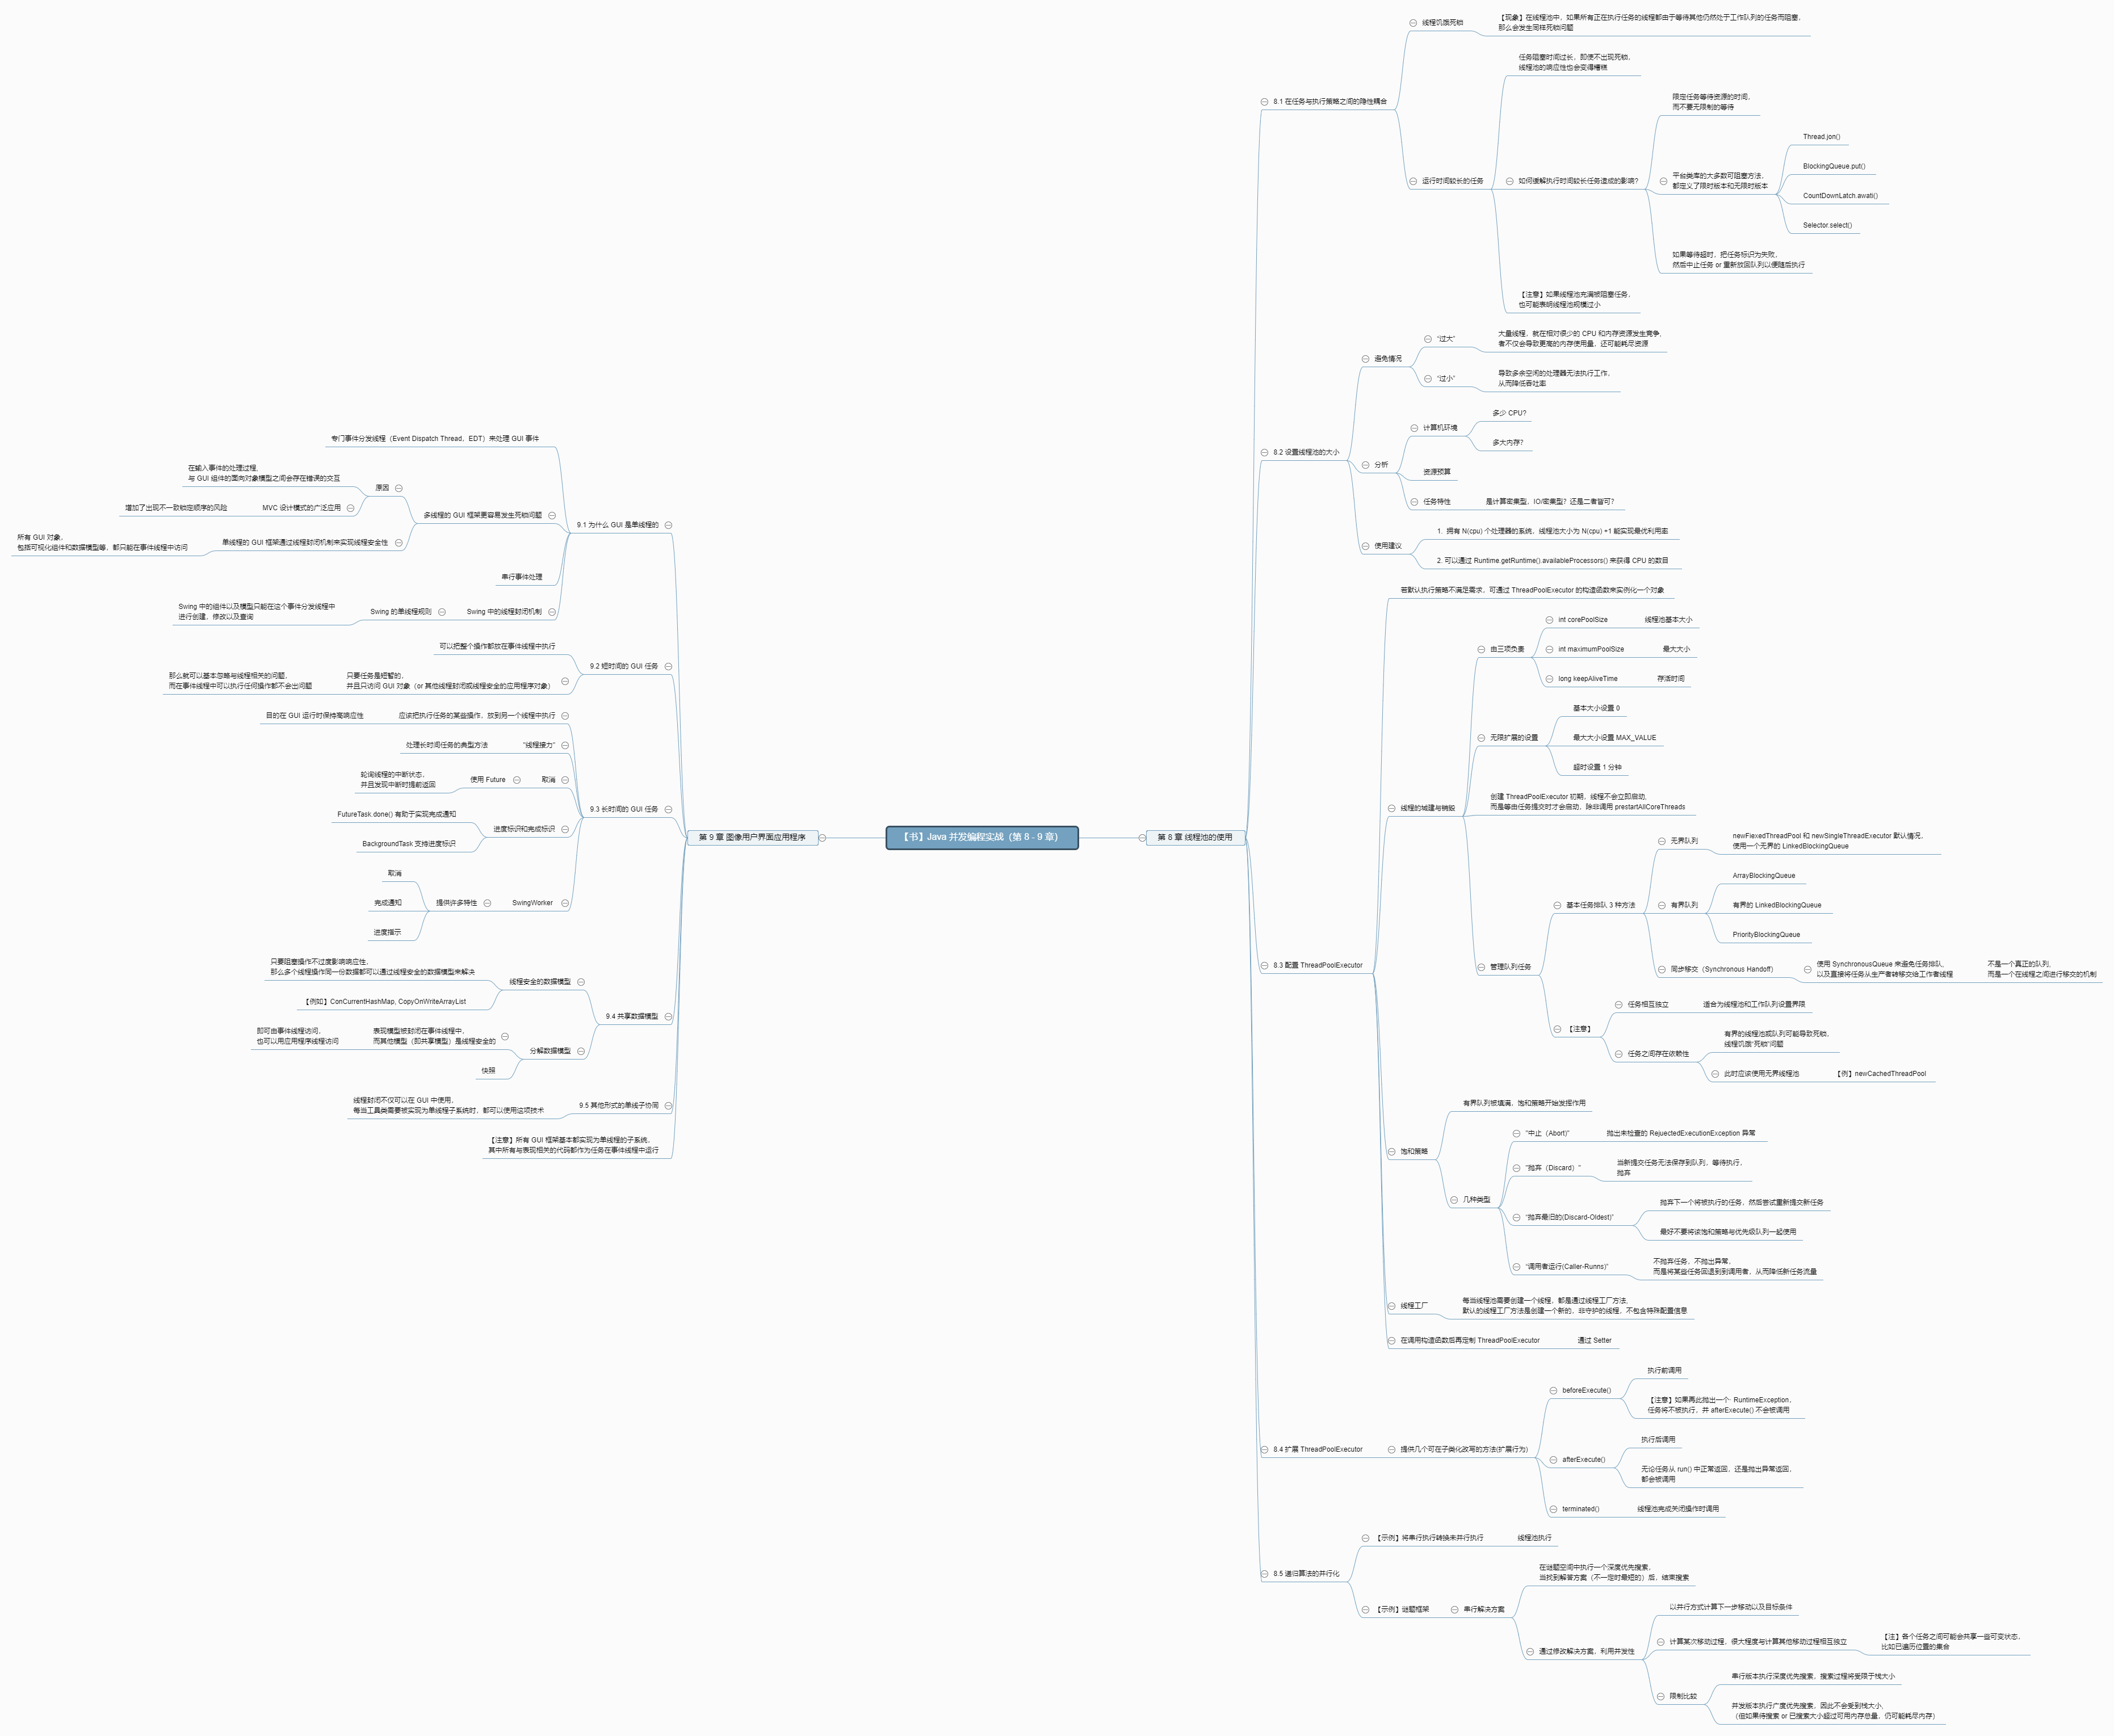 【书】Java 并发编程实战（第 8 - 9 章）
第 8 章 线程池的使用
8.1 在任务与执行策略之间的隐性耦合
线程饥饿死锁
【现象】在线程池中，如果所有正在执行任务的线程都由于等待其他仍然处于工作队列的任务而阻塞，
那么会发生同样死锁问题
运行时间较长的任务
任务阻塞时间过长，即使不出现死锁，
线程池的响应性也会变得糟糕
如何缓解执行时间较长任务造成的影响？
限定任务等待资源的时间，
而不要无限制的等待
平台类库的大多数可阻塞方法，
都定义了限时版本和无限时版本
Thread.jon()
BlockingQueue.put()
CountDownLatch.awati()
Selector.select()
如果等待超时，把任务标识为失败，
然后中止任务 or 重新放回队列以便随后执行
【注意】如果线程池充满被阻塞任务，
也可能表明线程池规模过小
8.2 设置线程池的大小
避免情况
“过大”
大量线程，就在相对很少的 CPU 和内存资源发生竞争，
者不仅会导致更高的内存使用量，还可能耗尽资源
“过小”
导致多余空闲的处理器无法执行工作，
从而降低吞吐率
分析
计算机环境
多少 CPU？
多大内存？
资源预算
任务特性
是计算密集型，IO/密集型？还是二者皆可？
使用建议
1. 拥有 N(cpu) 个处理器的系统，线程池大小为 N(cpu) +1 能实现最优利用率
2. 可以通过 Runtime.getRuntime().availableProcessors() 来获得 CPU 的数目
8.3 配置 ThreadPoolExecutor
若默认执行策略不满足需求，可通过 ThreadPoolExecutor 的构造函数来实例化一个对象
线程的城建与销毁
由三项负责
int corePoolSize
线程池基本大小
int maximumPoolSize
最大大小
long keepAliveTime
存活时间
无限扩展的设置
基本大小设置 0
最大大小设置 MAX_VALUE
超时设置 1 分钟
创建 ThreadPoolExecutor 初期，线程不会立即启动，
而是等由任务提交时才会启动，除非调用 prestartAllCoreThreads
管理队列任务
基本任务排队 3 种方法
无界队列
newFiexedThreadPool 和 newSingleThreadExecutor 默认情况，
使用一个无界的 LinkedBlockingQueue
有界队列
ArrayBlockingQueue
有界的 LinkedBlockingQueue
PriorityBlockingQueue
同步移交（Synchronous Handoff）
使用 SynchronousQueue 来避免任务排队，
以及直接将任务从生产者转移交给工作者线程
不是一个真正的队列，
而是一个在线程之间进行移交的机制
【注意】
任务相互独立
适合为线程池和工作队列设置界限
任务之间存在依赖性
有界的线程池或队列可能导致死锁，
线程饥饿“死锁”问题
此时应该使用无界线程池
【例】newCachedThreadPool
饱和策略
有界队列被填满，饱和策略开始发挥作用
几种类型
“中止（Abort)”
抛出未检查的 RejuectedExecutionException 异常
“抛弃（Discard）”
当新提交任务无法保存到队列，等待执行，
抛弃
“抛弃最旧的(Discard-Oldest)”
抛弃下一个将被执行的任务，然后尝试重新提交新任务
最好不要将该饱和策略与优先级队列一起使用
“调用者运行(Caller-Runns)”
不抛弃任务，不抛出异常，
而是将某些任务回退到到调用者，从而降低新任务流量
线程工厂
每当线程池需要创建一个线程，都是通过线程工厂方法，
默认的线程工厂方法是创建一个新的、非守护的线程，不包含特殊配置信息
在调用构造函数后再定制 ThreadPoolExecutor
通过 Setter
8.4 扩展 ThreadPoolExecutor
提供几个可在子类化改写的方法(扩展行为)
beforeExecute()
执行前调用
【注意】如果再此抛出一个 RuntimeException，
任务将不被执行，并 afterExecute() 不会被调用
afterExecute()
执行后调用
无论任务从 run() 中正常返回，还是抛出异常返回，
都会被调用
terminated()
线程池完成关闭操作时调用
8.5 递归算法的并行化
【示例】将串行执行转换未并行执行
线程池执行
【示例】谜题框架
串行解决方案
在谜题空间中执行一个深度优先搜索，
当找到解答方案（不一定时最短的）后，结束搜索
通过修改解决方案，利用并发性
以并行方式计算下一步移动以及目标条件
计算某次移动过程，很大程度与计算其他移动过程相互独立
【注】各个任务之间可能会共享一些可变状态，
比如已遍历位置的集合
限制比较
串行版本执行深度优先搜索，搜索过程将受限于栈大小
并发版本执行广度优先搜索，因此不会受到栈大小，
（但如果待搜索 or 已搜索大小超过可用内存总量，仍可能耗尽内存）
第 9 章 图像用户界面应用程序
9.1 为什么 GUI 是单线程的
专门事件分发线程（Event Dispatch Thread，EDT）来处理 GUI 事件
多线程的 GUI 框架更容易发生死锁问题
原因
在输入事件的处理过程，
与 GUI 组件的面向对象模型之间会存在错误的交互
MVC 设计模式的广泛应用
增加了出现不一致锁定顺序的风险
单线程的 GUI 框架通过线程封闭机制来实现线程安全性
所有 GUI 对象，
包括可视化组件和数据模型等，都只能在事件线程中访问
串行事件处理
Swing 中的线程封闭机制
Swing 的单线程规则
Swing 中的组件以及模型只能在这个事件分发线程中
进行创建，修改以及查询
9.2 短时间的 GUI 任务
可以把整个操作都放在事件线程中执行
只要任务是短暂的，
并且只访问 GUI 对象（or 其他线程封闭或线程安全的应用程序对象）
那么就可以基本忽略与线程相关的问题，
而在事件线程中可以执行任何操作都不会出问题
9.3 长时间的 GUI 任务
应该把执行任务的某些操作，放到另一个线程中执行
目的在 GUI 运行时保持高响应性
“线程接力”
处理长时间任务的典型方法
取消
使用 Future
轮询线程的中断状态，
并且发现中断时提前返回
进度标识和完成标识
FutureTask.done() 有助于实现完成通知
BackgroundTask 支持进度标识
SwingWorker
提供许多特性
取消
完成通知
进度指示
9.4 共享数据模型
线程安全的数据模型
只要阻塞操作不过度影响响应性，
那么多个线程操作同一份数据都可以通过线程安全的数据模型来解决
【例如】ConCurrentHashMap, CopyOnWriteArrayList
分解数据模型
表现模型被封闭在事件线程中，
而其他模型（即共享模型）是线程安全的
即可由事件线程访问，
也可以用应用程序线程访问
快照
9.5 其他形式的单线子协同
线程封闭不仅可以在 GUI 中使用，
每当工具类需要被实现为单线程子系统时，都可以使用这项技术
【注意】所有 GUI 框架基本都实现为单线程的子系统，
其中所有与表现相关的代码都作为任务在事件线程中运行